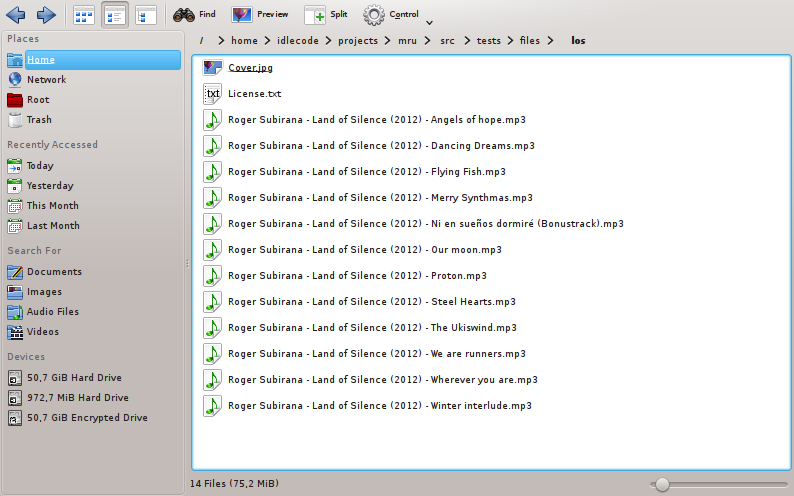 Find Preview Split Control
Places
Home
Network
Root
Trash
Recently Accessed
Today
Yesterday
This Month
Last Month
Search For
Documents
Images
Audio Files
Videos
Devices
50,7 GiB Hard Drive
972,7 MiB Hard Drive
50,7 GiB Encrypted Drive
/ > home > idlecode > projects > mru > src > tests > files > los
Cover.jpg
txt License.txt
Roger Subirana - Land of Silence (2012) - Angels of hope.mp3
Roger Subirana - Land of Silence (2012) - Dancing Dreams.mp3
Roger Subirana - Land of Silence (2012) - Flying Fish.mp3
Roger Subirana - Land of Silence (2012) - Merry Synthmas.mp3
Roger Subirana - Land of Silence (2012) - Ni en sueños dormiré (Bonustrack).mp3
Roger Subirana - Land of Silence (2012) - Our moon.mp3
Roger Subirana - Land of Silence (2012) - Proton.mp3
Roger Subirana - Land of Silence (2012) - Steel Hearts.mp3
Roger Subirana - Land of Silence (2012) - The Ukiswind.mp3
Roger Subirana - Land of Silence (2012) - We are runners.mp3
Roger Subirana - Land of Silence (2012) - Wherever you are.mp3
Roger Subirana - Land of Silence (2012) - Winter interlude.mp3
14 Files (75,2 MiB)